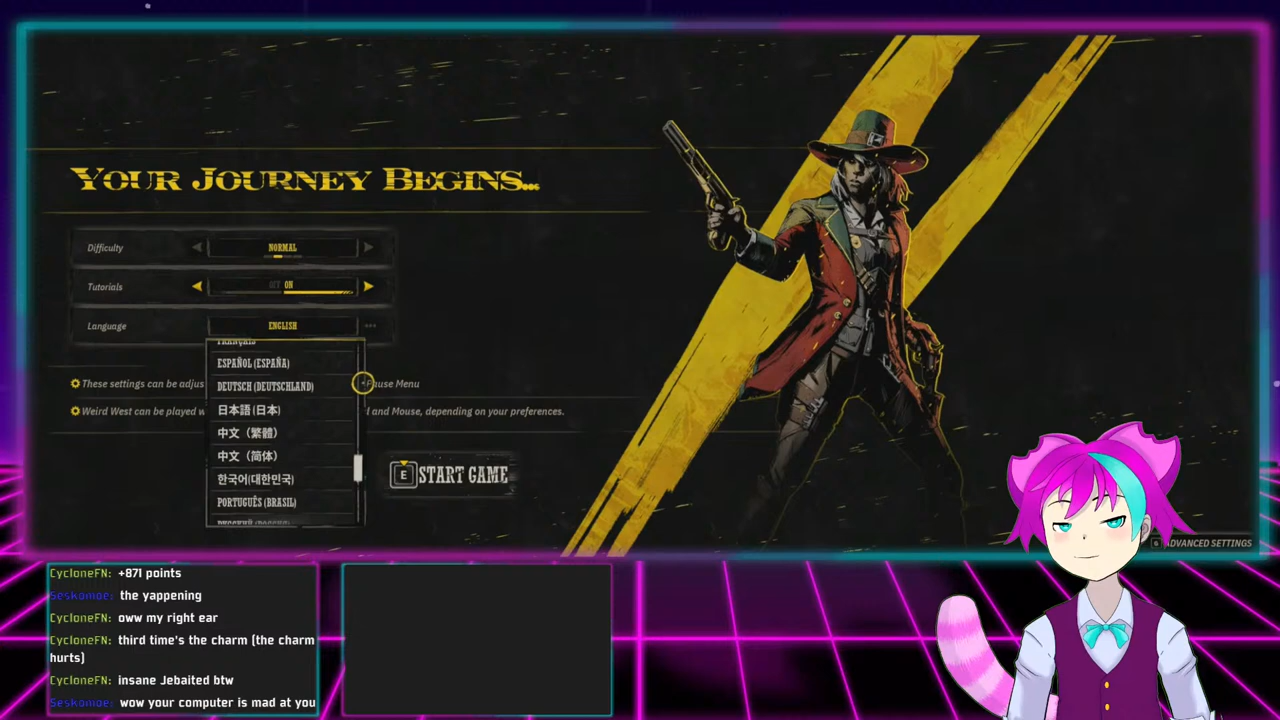 Your Journey Begins...
Difficulty
NORMAL
Tutorials
OFF ON
Language
ENGLISH
FRANÇAIS
ESPAÑOL (ESPAÑA)
DEUTSCH (DEUTSCHLAND)
日本語 (日本)
中文（繁體）
中文（简体）
한국어(대한민국)
PORTUGUÊS (BRASIL)
These settings can be adjus
ause Menu
Weird West can be played w
l and Mouse, depending on your preferences.
E START GAME
ADVANCED SETTINGS
CycloneFN: +871 points
Seskomoe: the yappening
CycloneFN: oww my right ear
CycloneFN: third time's the charm (the charm
hurts)
CycloneFN: insane Jebaited btw
Seskomoe: wow your computer is mad at you